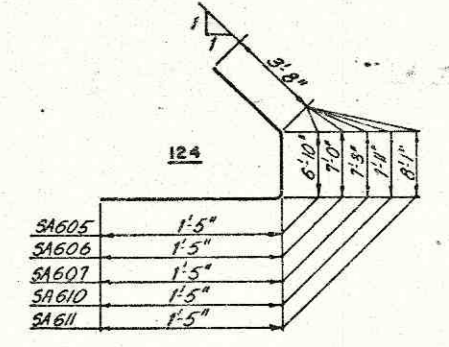 1
1
3'-8"
124
6'-10"
7'-0"
7'-3"
7'-11"
8'-1"
SA605 1'-5"
SA606 1'-5"
SA607 1'-5"
SA610 1'-5"
SA611 1'-5"